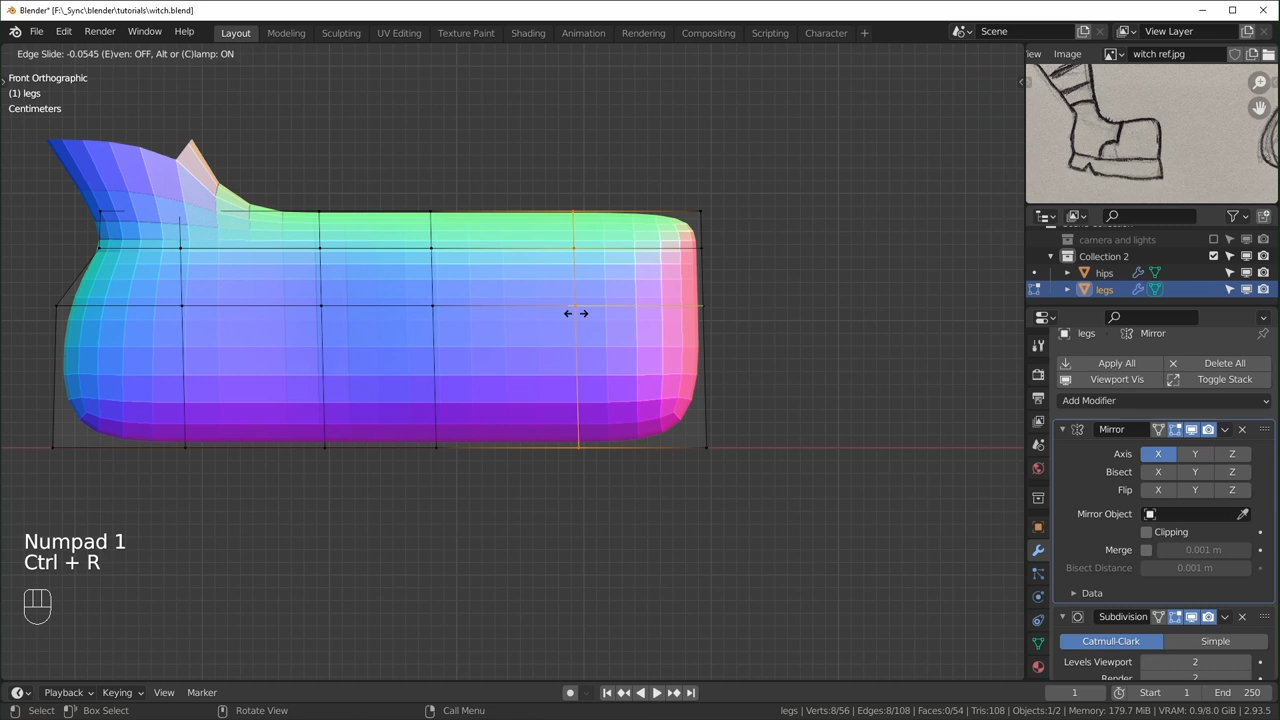 Blender* [F:\_Sync\blender\tutorials\witch.blend]
File Edit Render Window Help Layout Modeling Sculpting UV Editing Texture Paint Shading Animation Rendering Compositing Scripting Character + Scene View Layer
Edge Slide: -0.0545 (E)ven: OFF, Alt or (C)lamp: ON
iew Image witch ref.jpg
Front Orthographic
(1) legs
Centimeters
camera and lights
Collection 2
hips
legs
legs > Mirror
Apply All Delete All
Viewport Vis Toggle Stack
Add Modifier
Mirror
Axis X Y Z
Bisect X Y Z
Flip X Y Z
Mirror Object
Clipping
Merge 0.001 m
Bisect Distance 0.001 m
Data
Subdivision
Catmull-Clark Simple
Levels Viewport 2
Numpad 1
Ctrl + R
Playback Keying View Marker 1 Start 1 End 250
Select Box Select Rotate View Call Menu legs | Verts:8/56 | Edges:8/108 | Faces:0/54 | Tris:108 | Objects:1/2 | Memory: 179.7 MiB | VRAM: 0.9/8.0 GiB | 2.93.5